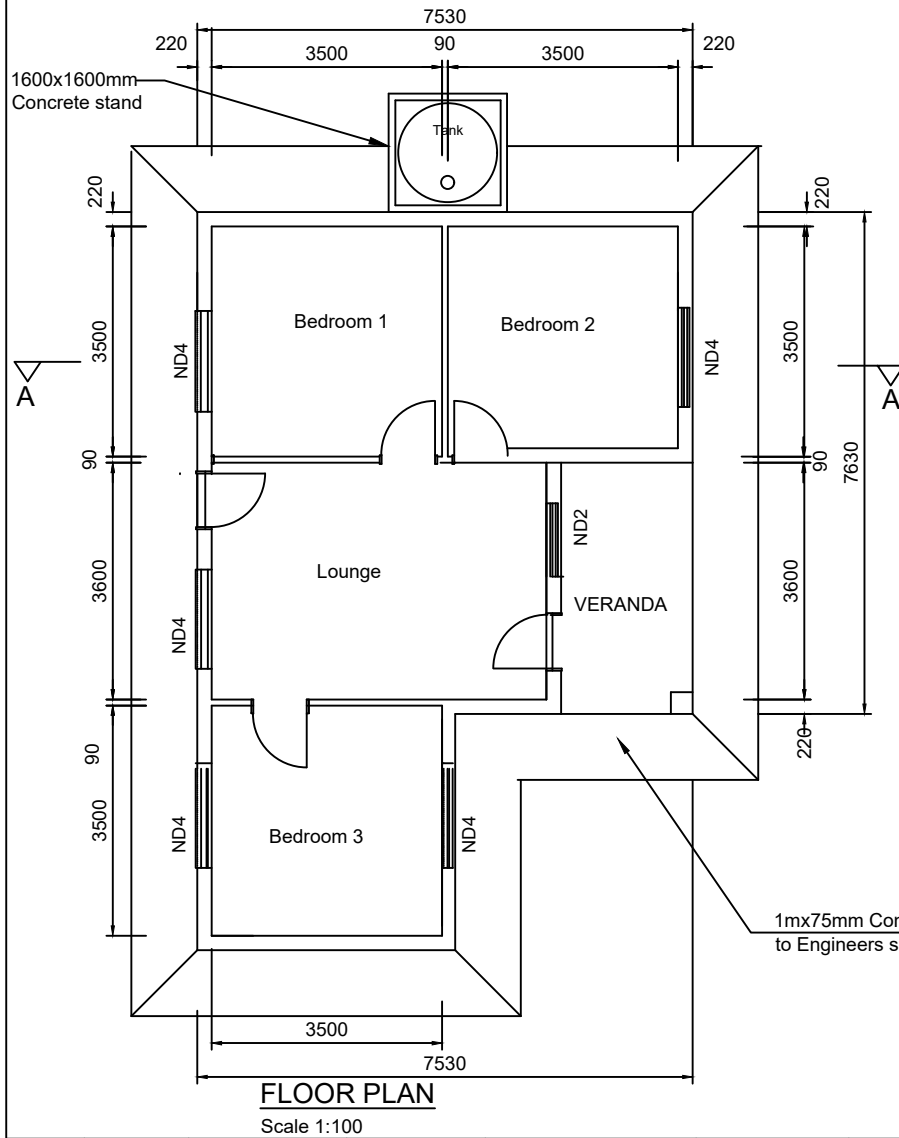 7530
220
3500
90
3500
220
1600x1600mm
Concrete stand
Tank
220
220
3500
3500
Bedroom 1
Bedroom 2
ND4
ND4
A
A
90
90
7630
3600
3600
ND2
Lounge
VERANDA
ND4
90
220
3500
ND4
Bedroom 3
ND4
1mx75mm
to Engineers
3500
7530
FLOOR PLAN
Scale 1:100